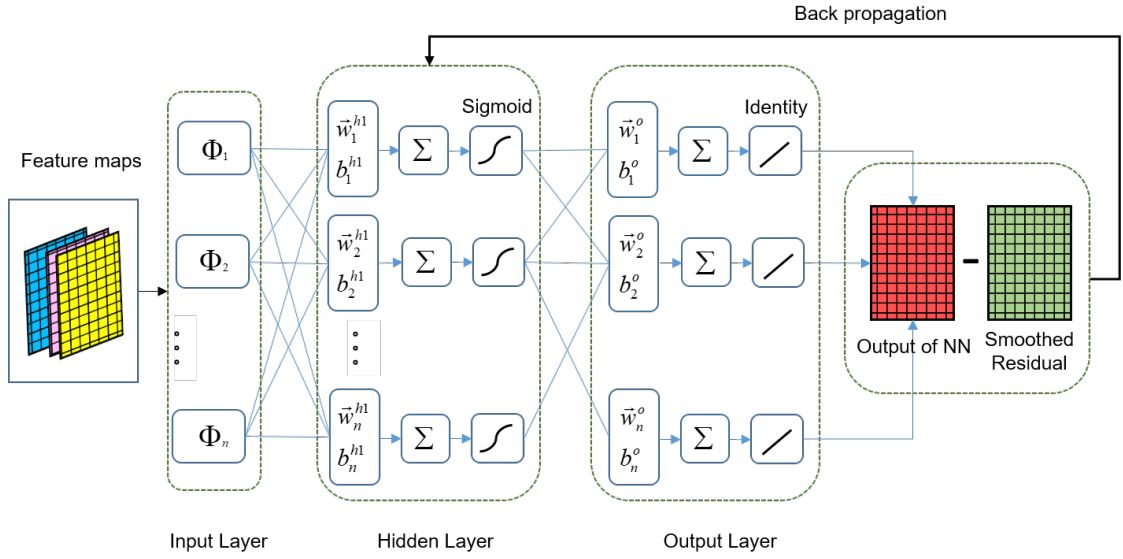 Back propagation
Feature maps
Φ₁
Φ₂
Φₙ
Input Layer
Sigmoid
w⃗₁ʰ¹
b₁ʰ¹
Σ
w⃗₂ʰ¹
b₂ʰ¹
Σ
w⃗ₙʰ¹
bₙʰ¹
Σ
Hidden Layer
Identity
w⃗₁ᵒ
b₁ᵒ
Σ
w⃗₂ᵒ
b₂ᵒ
Σ
w⃗ₙᵒ
bₙᵒ
Σ
Output Layer
-
Output of NN
Smoothed
Residual